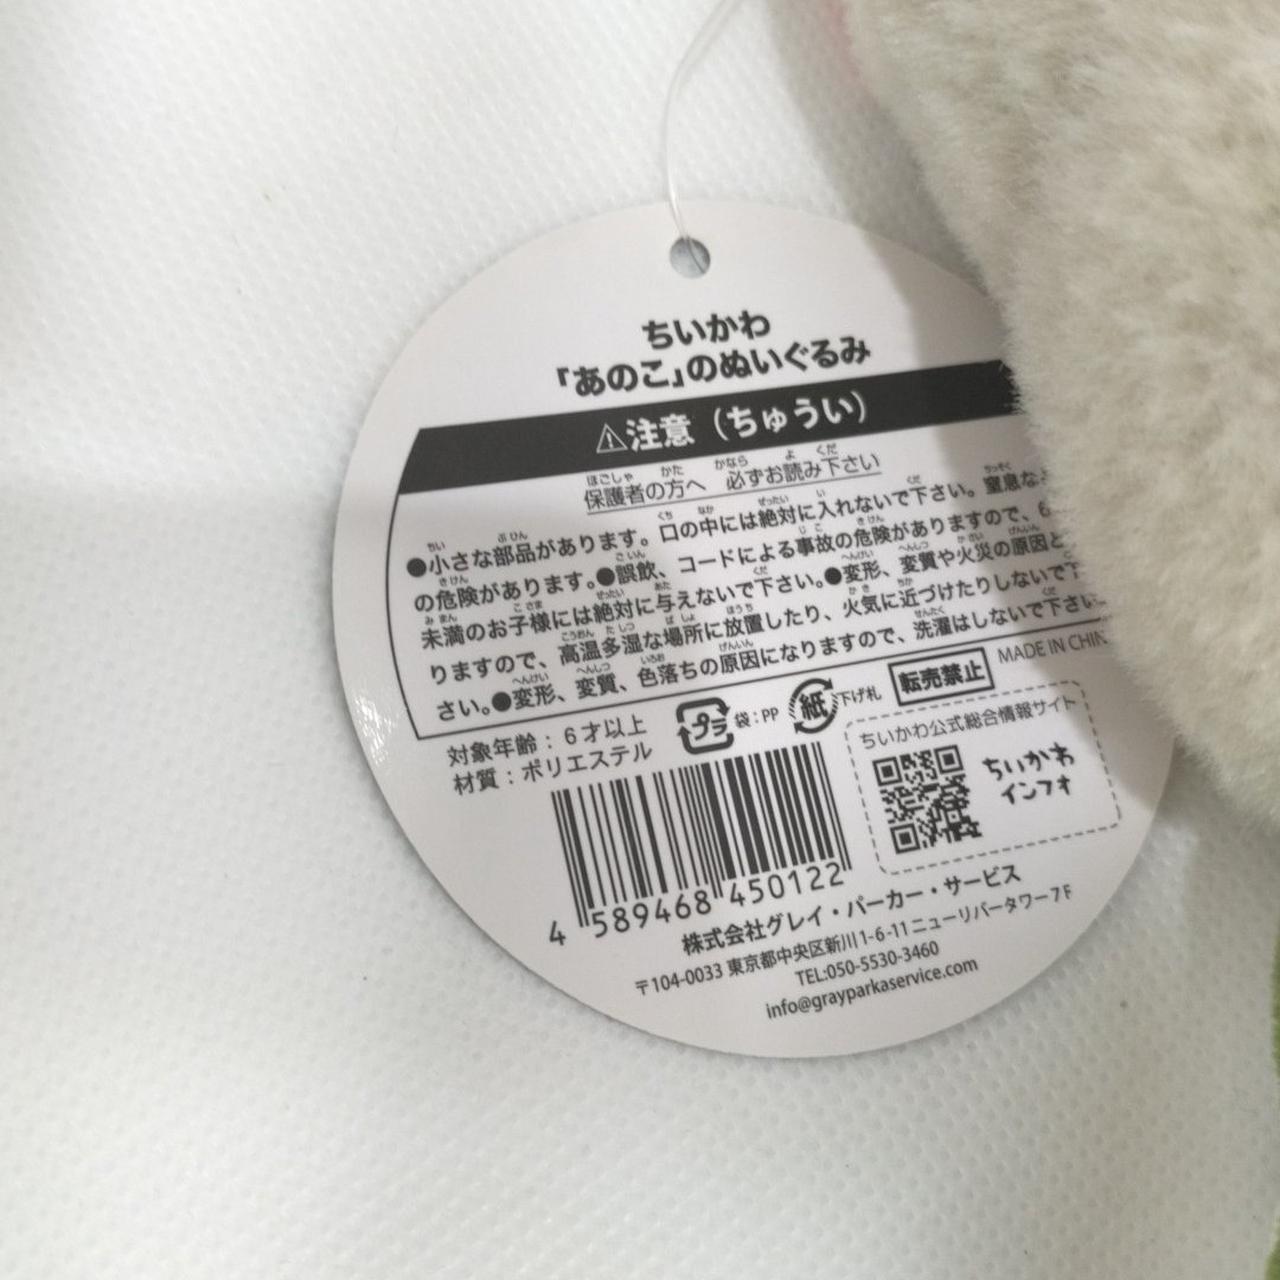 ちいかわ
「あのこ」のぬいぐるみ
⚠注意（ちゅうい）
保護者の方へ 必ずお読み下さい
●小さな部品があります。口の中には絶対に入れないで下さい。窒息な
の危険があります。●誤飲、コードによる事故の危険がありますので、6
未満のお子様には絶対に与えないで下さい。●変形、変質や火災の原因と
りますので、高温多湿な場所に放置したり、火気に近づけたりしないで下
さい。●変形、変質、色落ちの原因になりますので、洗濯はしないで下さい。
対象年齢：6才以上
材質：ポリエステル
プラ 袋：PP 紙 下げ札 転売禁止 MADE IN CHIN
ちいかわ公式総合情報サイト
ちいかわ
インフォ
4 589468 450122
株式会社グレイ・パーカー・サービス
〒104-0033 東京都中央区新川1-6-11ニューリバータワー7F
TEL:050-5530-3460
info@grayparkaservice.com